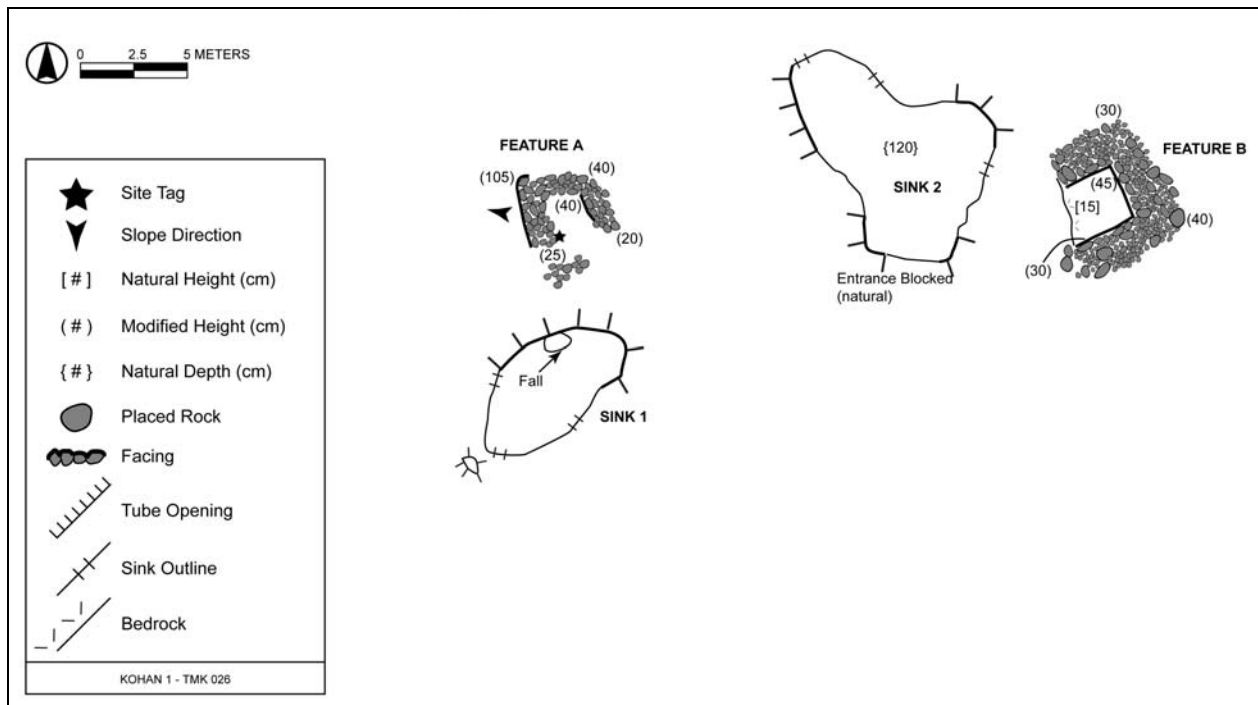 0 2.5 5 METERS
Site Tag
Slope Direction
[ # ] Natural Height (cm)
( # ) Modified Height (cm)
{ # } Natural Depth (cm)
Placed Rock
Facing
Tube Opening
Sink Outline
Bedrock
KOHAN 1 - TMK 026
FEATURE A
(105)
(40)
(40)
(20)
(25)
Fall
SINK 1
{120}
SINK 2
Entrance Blocked
(natural)
(30)
FEATURE B
(45)
[15]
(40)
(30)